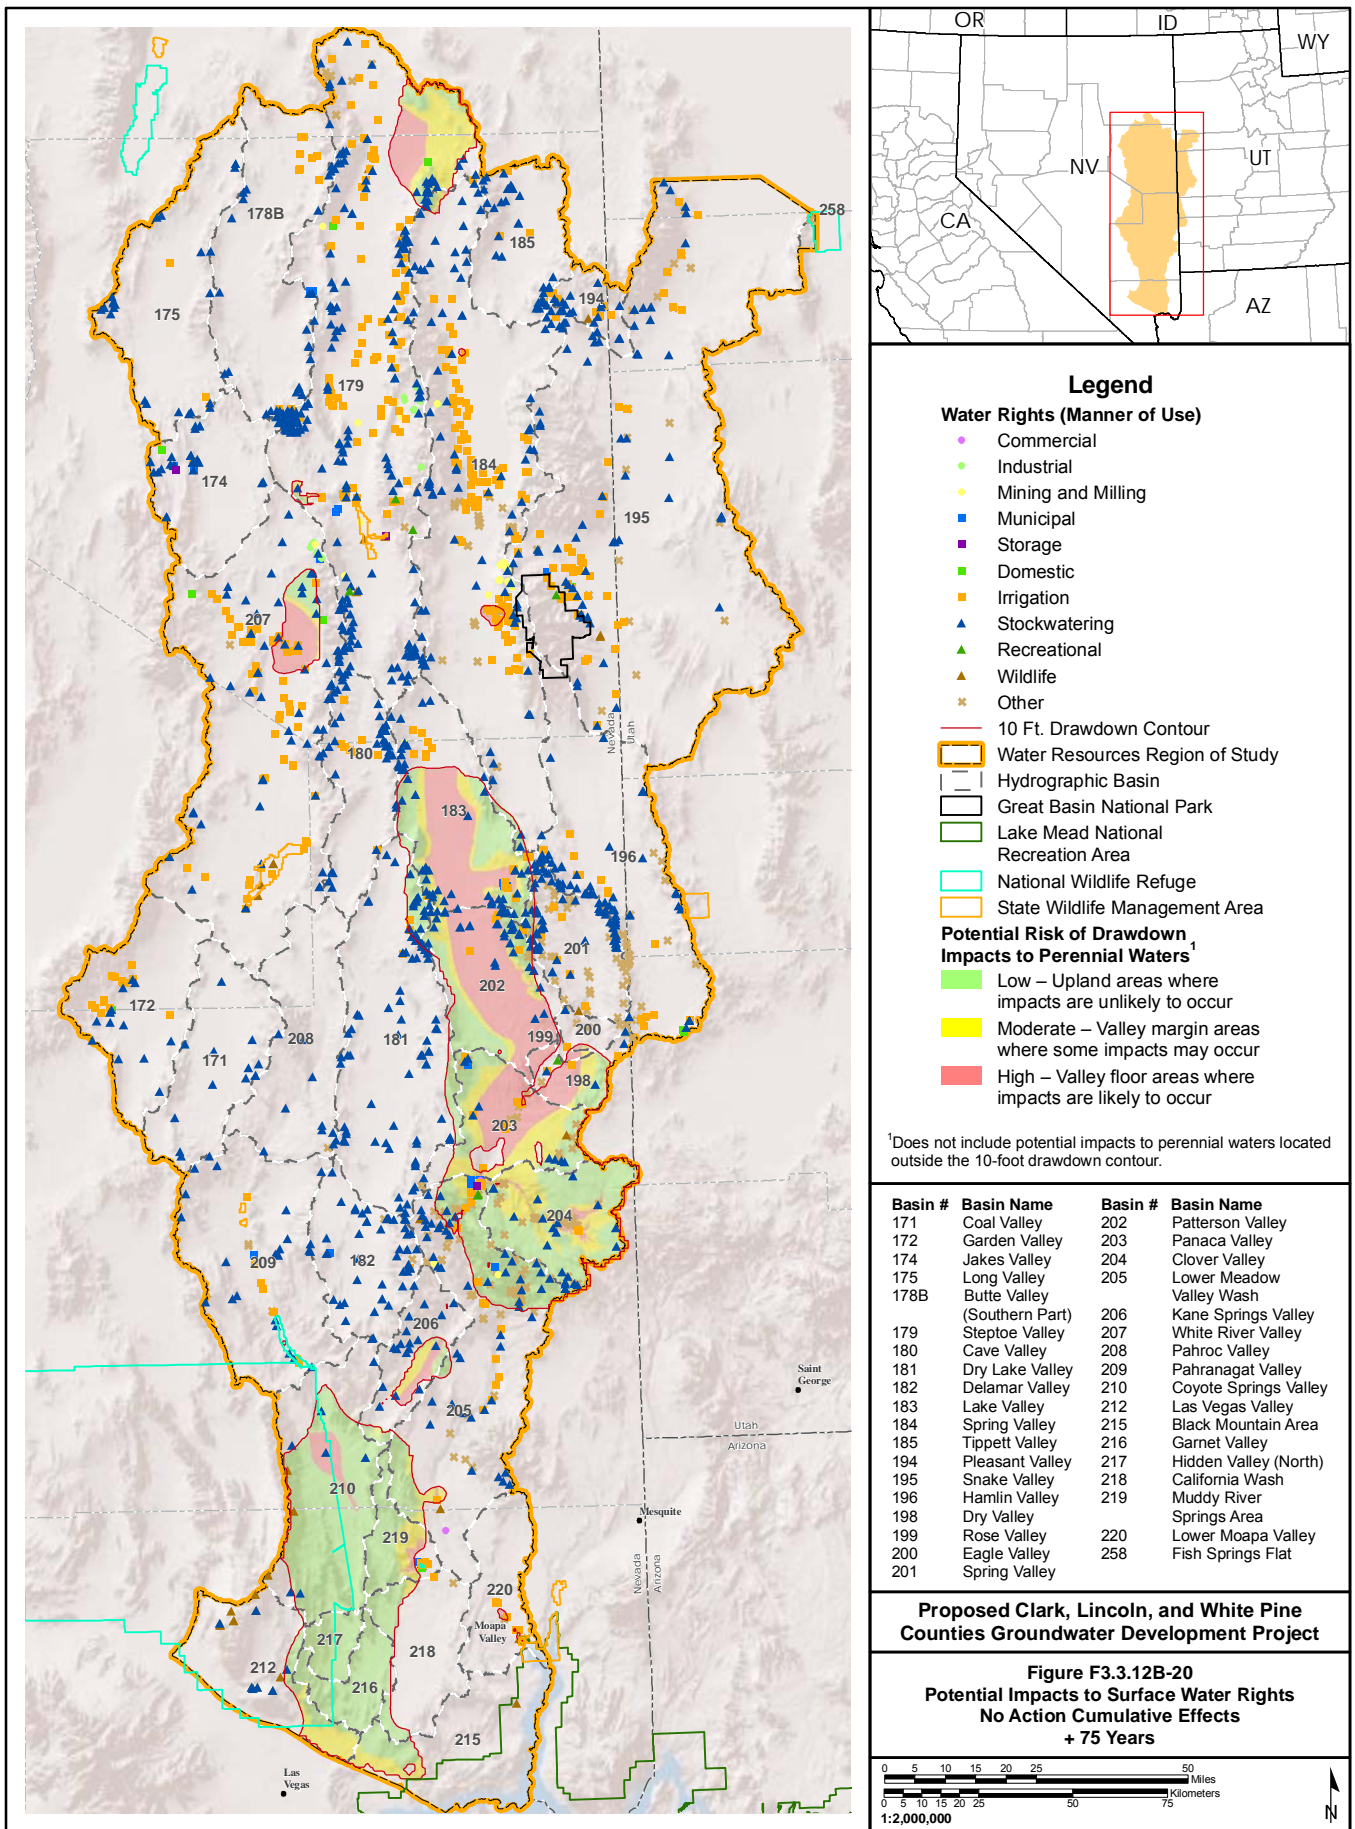 OR
ID
WY
NV
UT
CA
AZ
258
178B
185
194
175
179
184
174
195
207
180
Nevada
Utah
183
196
201
202
172
199
200
208
181
171
198
203
204
209
182
206
Saint
George
205
Utah
Arizona
210
Mesquite
219
Nevada
Arizona
220
Moapa
Valley
217
218
212
216
215
Las
Vegas
Legend
Water Rights (Manner of Use)
Commercial
Industrial
Mining and Milling
Municipal
Storage
Domestic
Irrigation
Stockwatering
Recreational
Wildlife
Other
10 Ft. Drawdown Contour
Water Resources Region of Study
Hydrographic Basin
Great Basin National Park
Lake Mead National
Recreation Area
National Wildlife Refuge
State Wildlife Management Area
Potential Risk of Drawdown
Impacts to Perennial Waters1
Low – Upland areas where
impacts are unlikely to occur
Moderate – Valley margin areas
where some impacts may occur
High – Valley floor areas where
impacts are likely to occur
1Does not include potential impacts to perennial waters located
outside the 10-foot drawdown contour.
Basin # Basin Name Basin # Basin Name
171 Coal Valley 202 Patterson Valley
172 Garden Valley 203 Panaca Valley
174 Jakes Valley 204 Clover Valley
175 Long Valley 205 Lower Meadow
178B Butte Valley Valley Wash
(Southern Part) 206 Kane Springs Valley
179 Steptoe Valley 207 White River Valley
180 Cave Valley 208 Pahroc Valley
181 Dry Lake Valley 209 Pahranagat Valley
182 Delamar Valley 210 Coyote Springs Valley
183 Lake Valley 212 Las Vegas Valley
184 Spring Valley 215 Black Mountain Area
185 Tippett Valley 216 Garnet Valley
194 Pleasant Valley 217 Hidden Valley (North)
195 Snake Valley 218 California Wash
196 Hamlin Valley 219 Muddy River
198 Dry Valley Springs Area
199 Rose Valley 220 Lower Moapa Valley
200 Eagle Valley 258 Fish Springs Flat
201 Spring Valley
Proposed Clark, Lincoln, and White Pine
Counties Groundwater Development Project
Figure F3.3.12B-20
Potential Impacts to Surface Water Rights
No Action Cumulative Effects
+ 75 Years
0 5 10 15 20 25 50
Miles
Kilometers
0 5 10 15 20 25 50 75
1:2,000,000
N